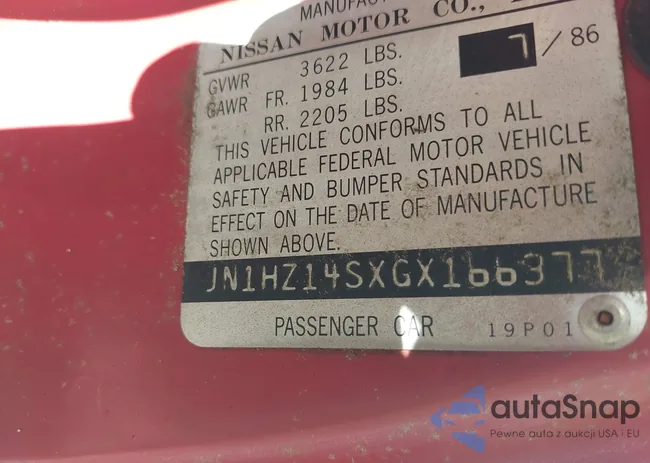 MANUFAC
NISSAN MOTOR CO.,
7 / 86
GVWR 3622 LBS.
GAWR FR. 1984 LBS.
RR. 2205 LBS.
THIS VEHICLE CONFORMS TO ALL
APPLICABLE FEDERAL MOTOR VEHICLE
SAFETY AND BUMPER STANDARDS IN
EFFECT ON THE DATE OF MANUFACTURE
SHOWN ABOVE.
JN1HZ14SXGX166377
PASSENGER CAR 19P01
autaSnap
Pewne auta z aukcji USA i EU